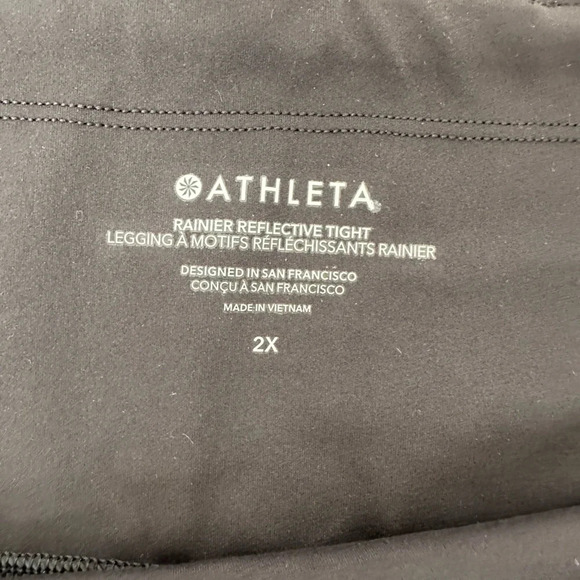 ATHLETA
RAINIER REFLECTIVE TIGHT
LEGGING À MOTIFS RÉFLÉCHISSANTS RAINIER
DESIGNED IN SAN FRANCISCO
CONÇU À SAN FRANCISCO
MADE IN VIETNAM
2X